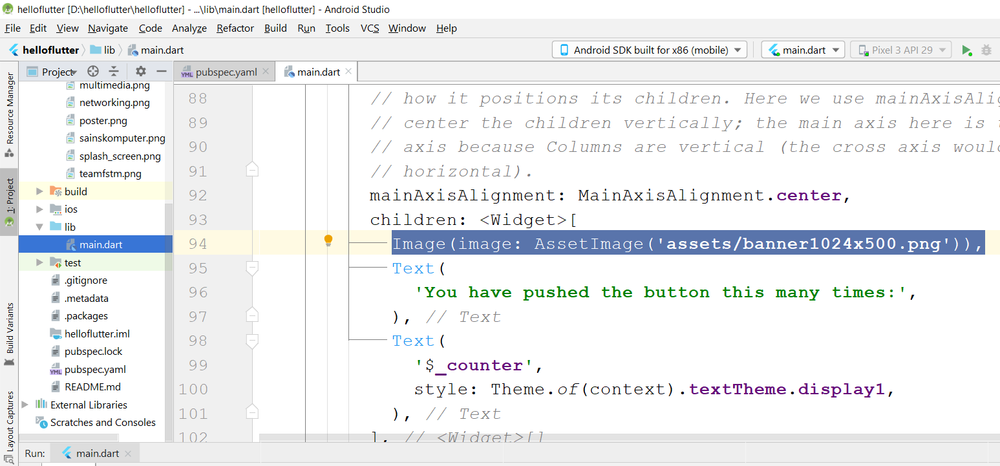 helloflutter [D:\helloflutter\helloflutter] - ...\lib\main.dart [helloflutter] - Android Studio
File Edit View Navigate Code Analyze Refactor Build Run Tools VCS Window Help
helloflutter lib main.dart Android SDK built for x86 (mobile) main.dart Pixel 3 API 29
Project pubspec.yaml main.dart
Resource Manager
1: Project
Build Variants
Layout Captures
multimedia.png
networking.png
poster.png
sainskomputer.png
splash_screen.png
teamfstm.png
build
ios
lib
main.dart
test
.gitignore
.metadata
.packages
helloflutter.iml
pubspec.lock
pubspec.yaml
README.md
External Libraries
Scratches and Consoles
88 // how it positions its children. Here we use mainAxisAlig
89 // center the children vertically; the main axis here is
90 // axis because Columns are vertical (the cross axis would
91 // horizontal).
92 mainAxisAlignment: MainAxisAlignment.center,
93 children: <Widget>[
94 Image(image: AssetImage('assets/banner1024x500.png')),
95 Text(
96 'You have pushed the button this many times:',
97 ), // Text
98 Text(
99 '$_counter',
100 style: Theme.of(context).textTheme.display1,
101 ), // Text
102 ], // <Widget>[]
Run: main.dart